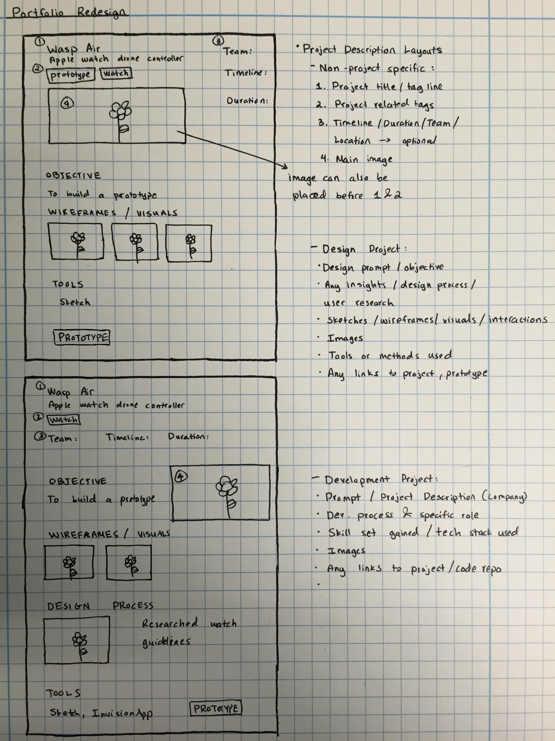 Portfolio Redesign
① Wasp Air
Apple watch drone controller
② prototype watch
③ Team:
Timeline:
Duration:
④
OBJECTIVE
To build a prototype
WIREFRAMES / VISUALS
TOOLS
Sketch
PROTOTYPE
① Wasp Air
Apple watch drone controller
② watch
③ Team: Timeline: Duration:
OBJECTIVE
④
To build a prototype
WIREFRAMES / VISUALS
DESIGN PROCESS
Researched watch
guidelines
TOOLS
Sketch, InvisionApp
PROTOTYPE
• Project Description Layouts
- Non-project specific:
1. Project title / tag line
2. Project related tags
3. Timeline / Duration / Team /
Location → optional
4. Main image
image can also be
placed before 1 & 2
- Design Project:
• Design prompt / objective
• Any insights / design process /
user research
• Sketches / wireframes / visuals / interactions
• Images
• Tools or methods used
• Any links to project, prototype
- Development Project:
• Prompt / Project Description (company)
• Dev. process & specific role
• Skill set gained / tech stack used
• Images
• Any links to project / code repo
•